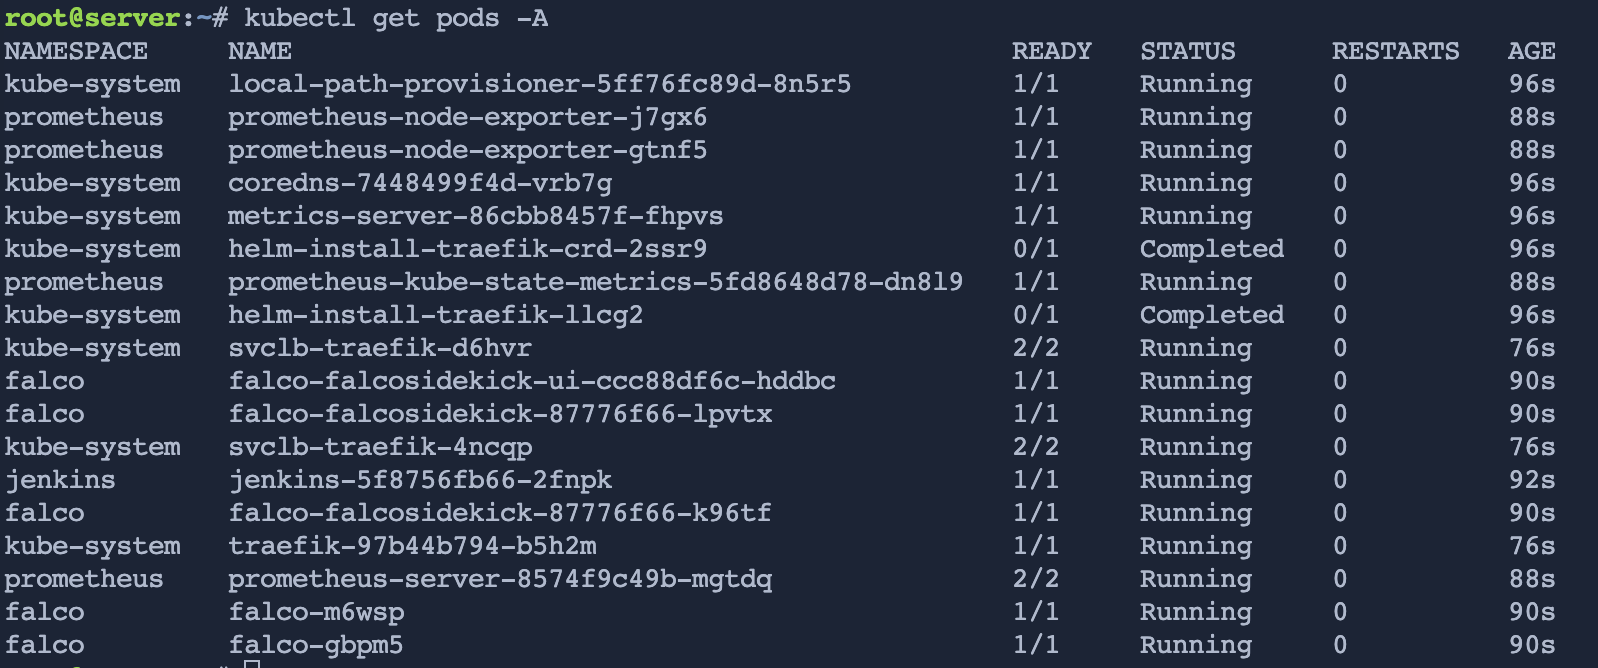 root@server:~# kubectl get pods -A
NAMESPACE NAME READY STATUS RESTARTS AGE
kube-system local-path-provisioner-5ff76fc89d-8n5r5 1/1 Running 0 96s
prometheus prometheus-node-exporter-j7gx6 1/1 Running 0 88s
prometheus prometheus-node-exporter-gtnf5 1/1 Running 0 88s
kube-system coredns-7448499f4d-vrb7g 1/1 Running 0 96s
kube-system metrics-server-86cbb8457f-fhpvs 1/1 Running 0 96s
kube-system helm-install-traefik-crd-2ssr9 0/1 Completed 0 96s
prometheus prometheus-kube-state-metrics-5fd8648d78-dn8l9 1/1 Running 0 88s
kube-system helm-install-traefik-llcg2 0/1 Completed 0 96s
kube-system svclb-traefik-d6hvr 2/2 Running 0 76s
falco falco-falcosidekick-ui-ccc88df6c-hddbc 1/1 Running 0 90s
falco falco-falcosidekick-87776f66-lpvtx 1/1 Running 0 90s
kube-system svclb-traefik-4ncqp 2/2 Running 0 76s
jenkins jenkins-5f8756fb66-2fnpk 1/1 Running 0 92s
falco falco-falcosidekick-87776f66-k96tf 1/1 Running 0 90s
kube-system traefik-97b44b794-b5h2m 1/1 Running 0 76s
prometheus prometheus-server-8574f9c49b-mgtdq 2/2 Running 0 88s
falco falco-m6wsp 1/1 Running 0 90s
falco falco-gbpm5 1/1 Running 0 90s